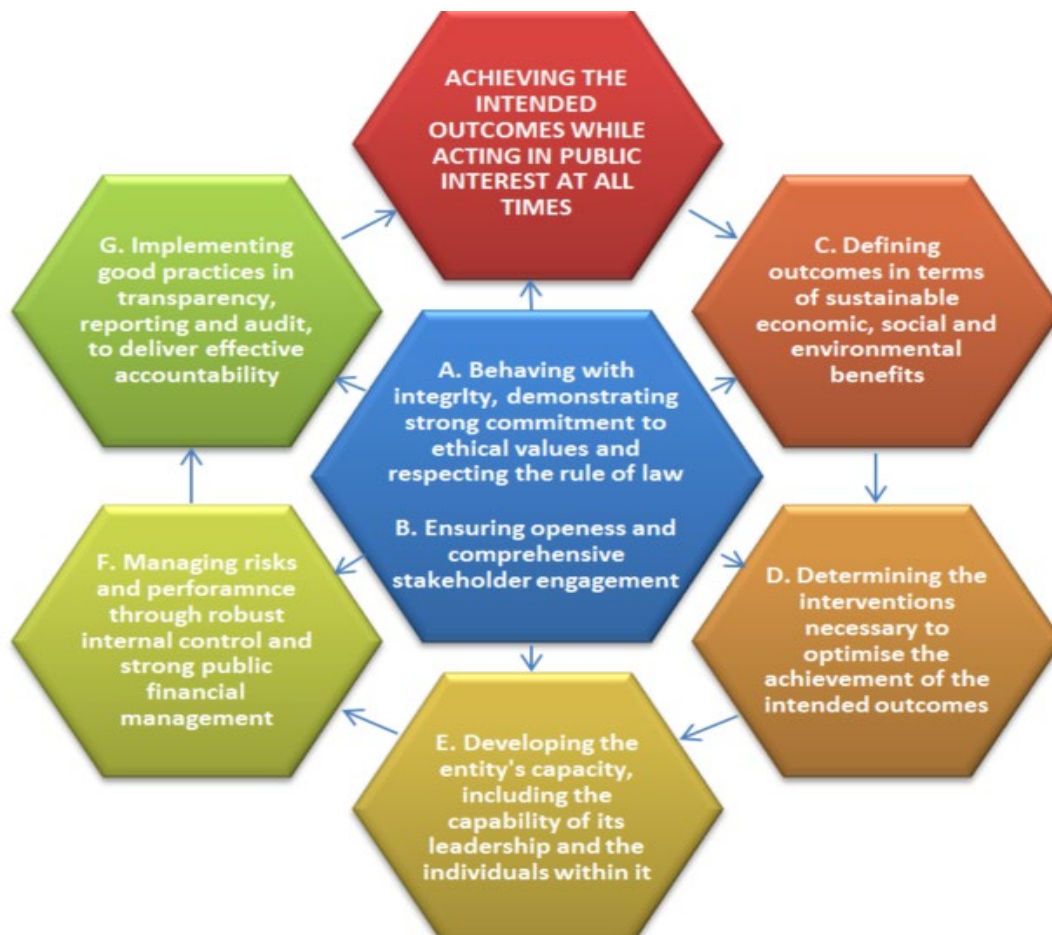 ACHIEVING THE
INTENDED
OUTCOMES WHILE
ACTING IN PUBLIC
INTEREST AT ALL
TIMES
C. Defining
outcomes in terms
of sustainable
economic, social and
environmental
benefits
D. Determining the
interventions
necessary to
optimise the
achievement of the
intended outcomes
E. Developing the
entity's capacity,
including the
capability of its
leadership and the
individuals within it
F. Managing risks
and perforamnce
through robust
internal control and
strong public
financial
management
G. Implementing
good practices in
transparency,
reporting and audit,
to deliver effective
accountability
A. Behaving with
integrIty, demonstrating
strong commitment to
ethical values and
respecting the rule of law
B. Ensuring openess and
comprehensive
stakeholder engagement